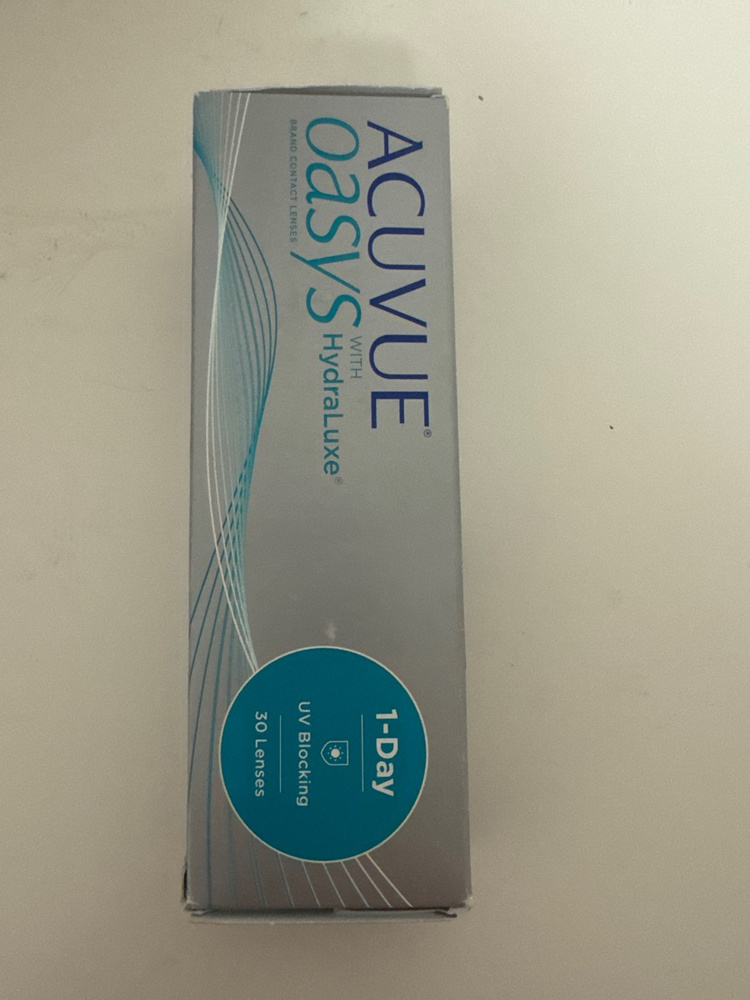 ACUVUE®
oasys WITH
HydraLuxe®
BRAND CONTACT LENSES
1-Day
UV Blocking
30 Lenses